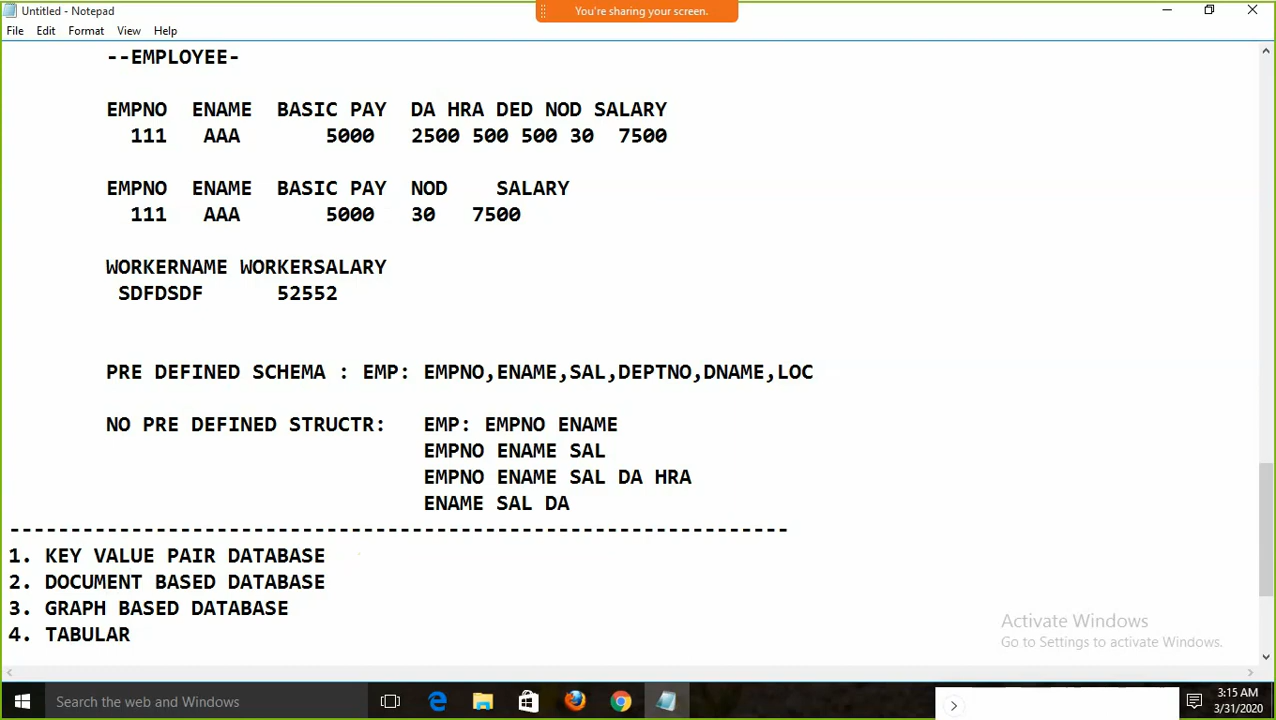 Untitled - Notepad
You're sharing your screen.
File Edit Format View Help
--EMPLOYEE-
EMPNO ENAME BASIC PAY DA HRA DED NOD SALARY
111 AAA 5000 2500 500 500 30 7500
EMPNO ENAME BASIC PAY NOD SALARY
111 AAA 5000 30 7500
WORKERNAME WORKERSALARY
SDFDSDF 52552
PRE DEFINED SCHEMA : EMP: EMPNO,ENAME,SAL,DEPTNO,DNAME,LOC
NO PRE DEFINED STRUCTR: EMP: EMPNO ENAME
EMPNO ENAME SAL
EMPNO ENAME SAL DA HRA
ENAME SAL DA
----------------------------------------------------------------
1. KEY VALUE PAIR DATABASE
2. DOCUMENT BASED DATABASE
3. GRAPH BASED DATABASE
4. TABULAR
Activate Windows
Go to Settings to activate Windows.
Search the web and Windows
3:15 AM
3/31/2020